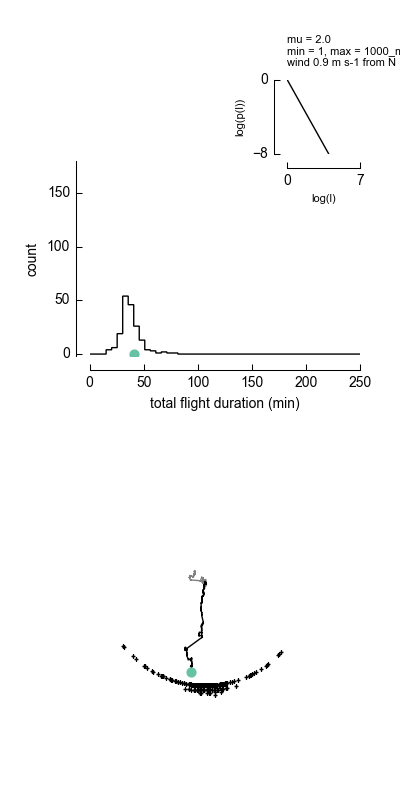 mu = 2.0
min = 1, max = 1000_m
wind 0.9 m s-1 from N
0
log(p(l))
−8
0
7
log(l)
150
100
count
50
0
0
50
100
150
200
250
total flight duration (min)